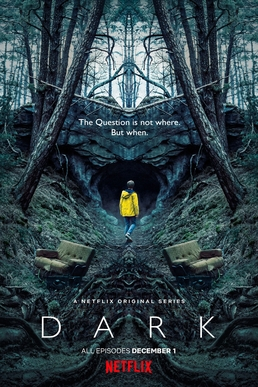 The Question is not where.
But when.
A NETFLIX ORIGINAL SERIES
DARK
ALL EPISODES DECEMBER 1
NETFLIX